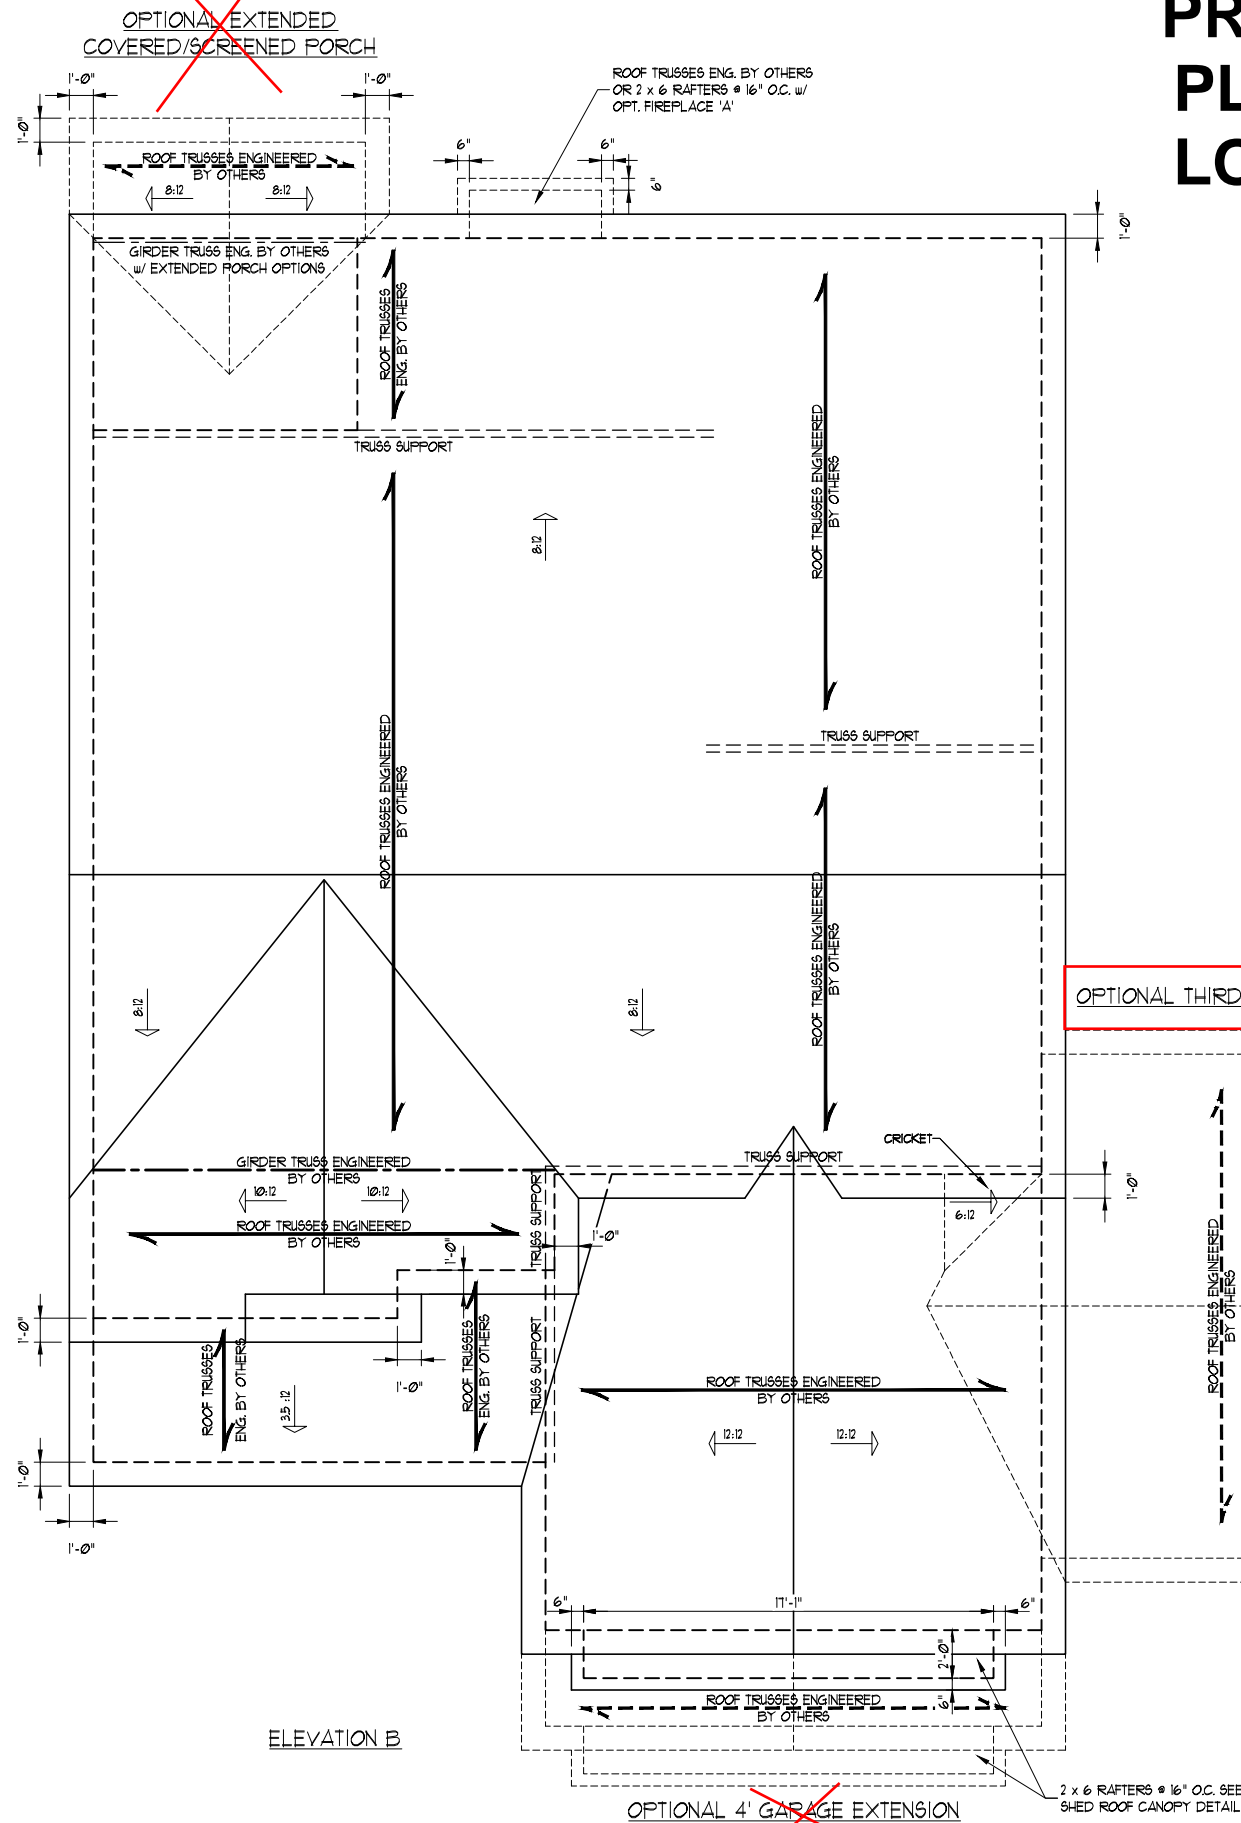 PR
PL
LO
OPTIONAL EXTENDED
COVERED/SCREENED PORCH
1'-0"
1'-0"
1'-0"
ROOF TRUSSES ENG. BY OTHERS
OR 2 x 6 RAFTERS @ 16" O.C. w/
OPT. FIREPLACE 'A'
6"
6"
6"
ROOF TRUSSES ENGINEERED
BY OTHERS
8:12
8:12
1'-0"
GIRDER TRUSS ENG. BY OTHERS
w/ EXTENDED PORCH OPTIONS
ROOF TRUSSES
ENG. BY OTHERS
TRUSS SUPPORT
ROOF TRUSSES ENGINEERED
BY OTHERS
8:12
TRUSS SUPPORT
ROOF TRUSSES ENGINEERED
BY OTHERS
ROOF TRUSSES ENGINEERED
BY OTHERS
8:12
8:12
OPTIONAL THIRD
CRICKET
TRUSS SUPPORT
GIRDER TRUSS ENGINEERED
BY OTHERS
10:12
10:12
TRUSS SUPPORT
1'-0"
6:12
ROOF TRUSSES ENGINEERED
BY OTHERS
1'-0"
1'-0"
ROOF TRUSSES ENGINEERED
BY OTHERS
1'-0"
1'-0"
ROOF TRUSSES
ENG. BY OTHERS
3.5:12
ROOF TRUSSES
ENG. BY OTHERS
TRUSS SUPPORT
ROOF TRUSSES ENGINEERED
BY OTHERS
12:12
12:12
1'-0"
1'-0"
6"
17'-1"
6"
2'-0"
6"
ROOF TRUSSES ENGINEERED
BY OTHERS
ELEVATION B
2 x 6 RAFTERS @ 16" O.C. SEE
SHED ROOF CANOPY DETAIL
OPTIONAL 4' GARAGE EXTENSION